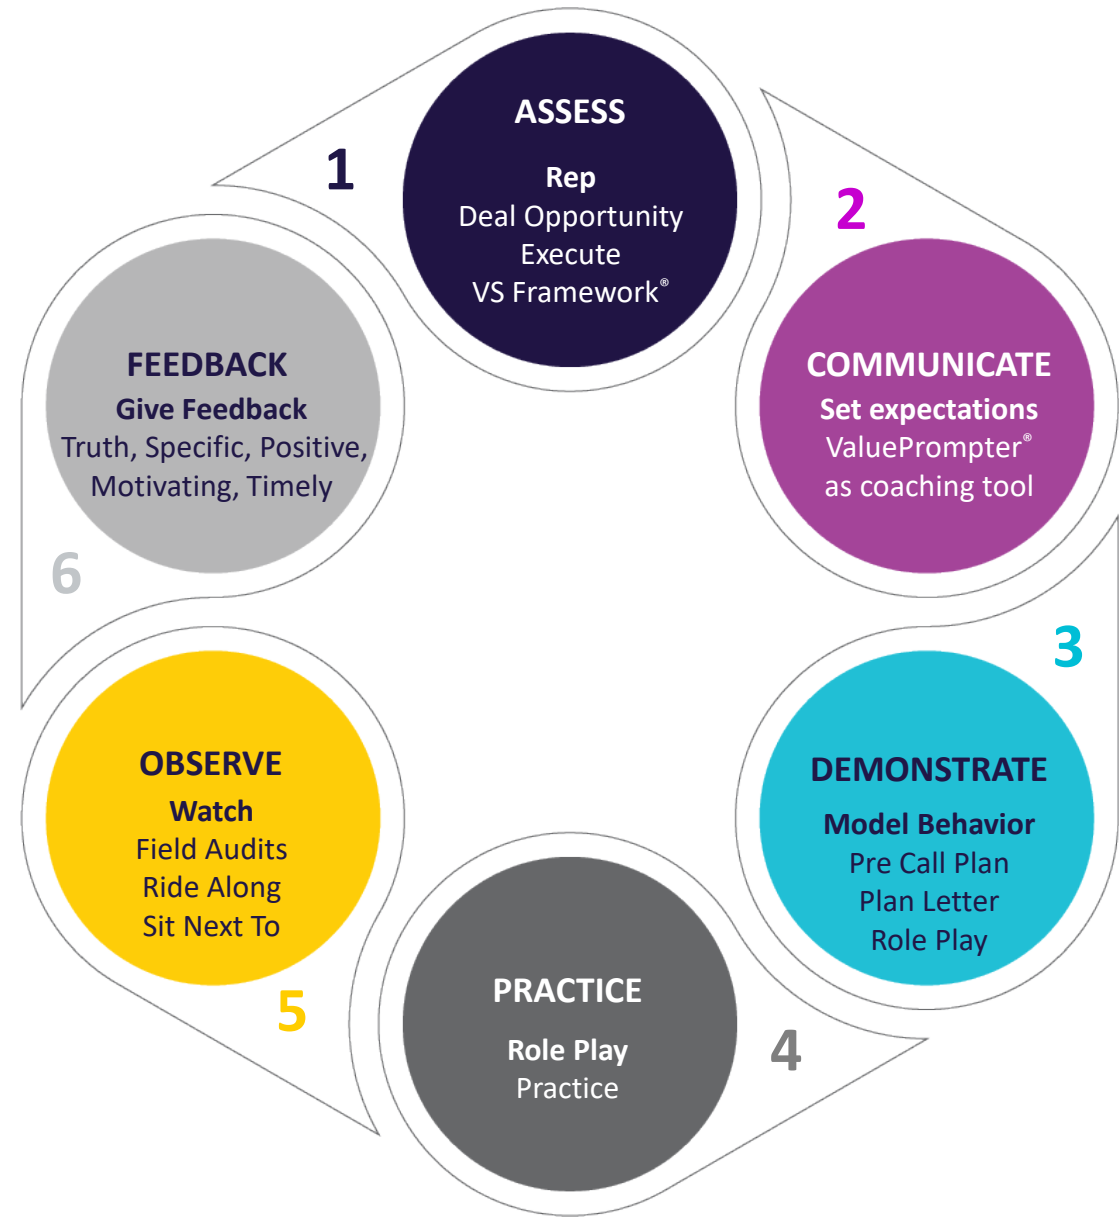 1
ASSESS
Rep
Deal Opportunity
Execute
VS Framework®
2
COMMUNICATE
Set expectations
ValuePrompter®
as coaching tool
3
DEMONSTRATE
Model Behavior
Pre Call Plan
Plan Letter
Role Play
4
PRACTICE
Role Play
Practice
5
OBSERVE
Watch
Field Audits
Ride Along
Sit Next To
6
FEEDBACK
Give Feedback
Truth, Specific, Positive,
Motivating, Timely